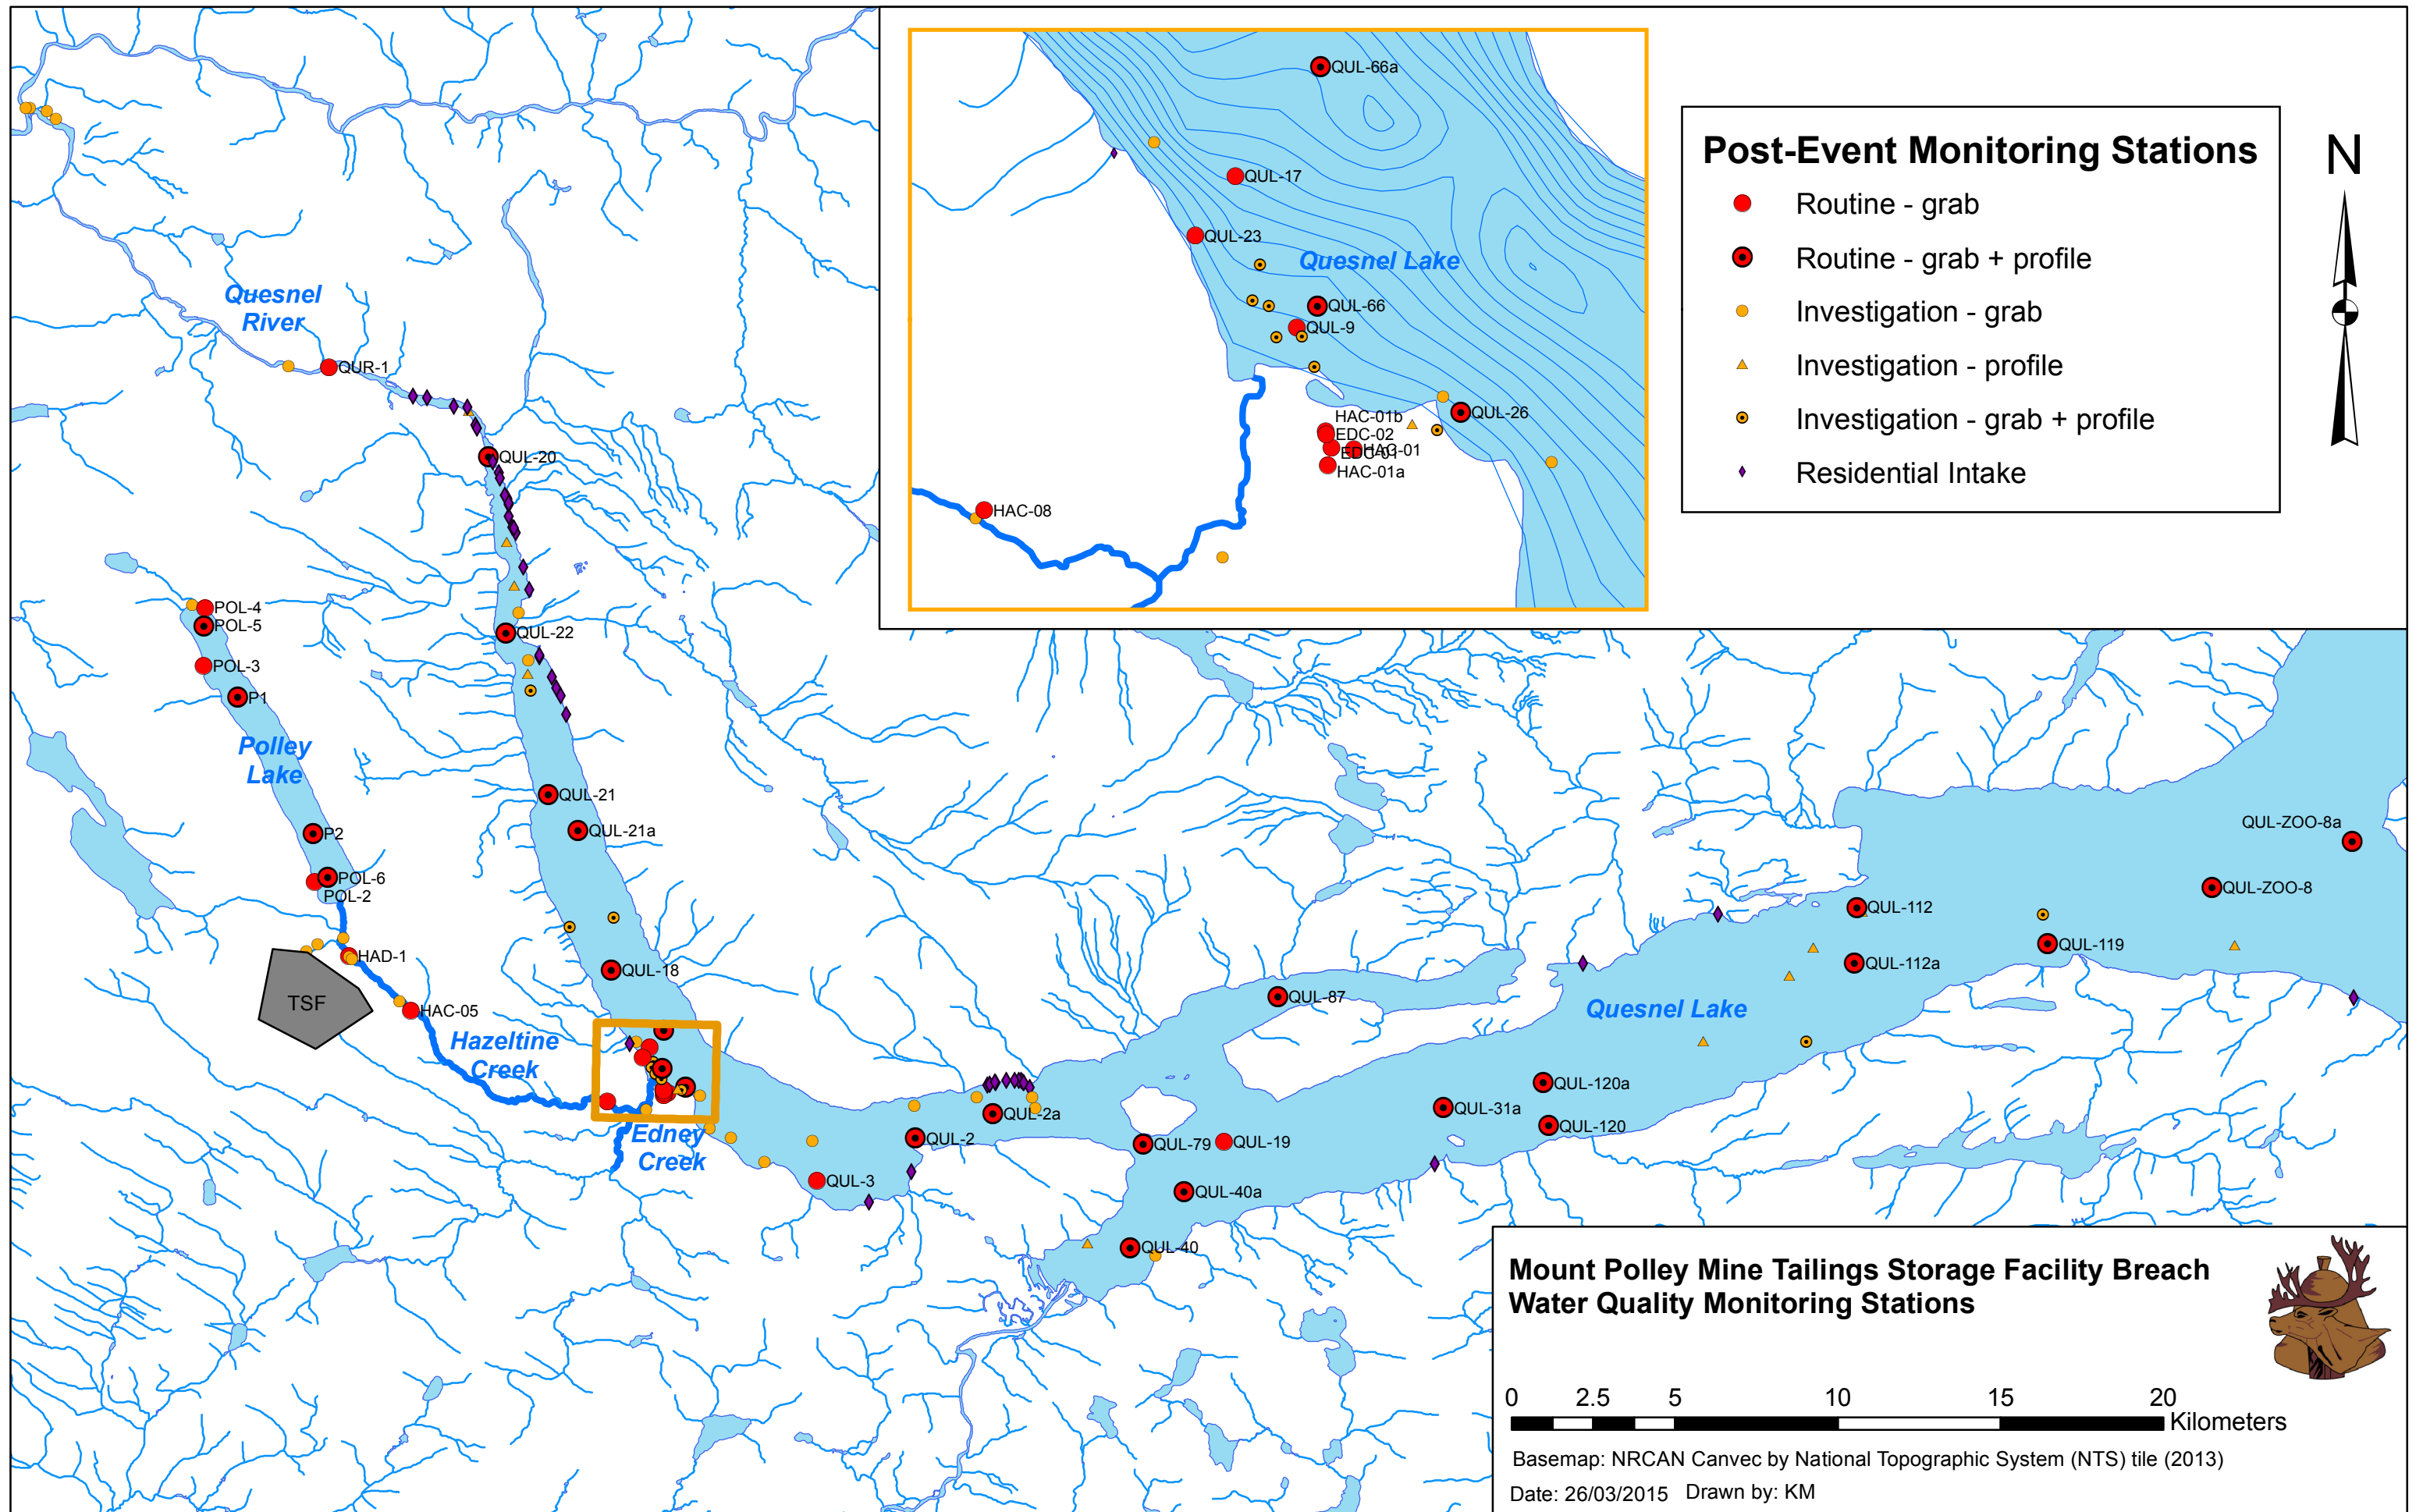 QUL-66a
QUL-17
QUL-23
Quesnel Lake
QUL-66
QUL-9
QUL-26
HAC-01b
EDC-02
HAC-01
EDC-01
HAC-01a
HAC-08
Post-Event Monitoring Stations
Routine - grab
Routine - grab + profile
Investigation - grab
Investigation - profile
Investigation - grab + profile
Residential Intake
N
Quesnel
River
QUR-1
QUL-20
POL-4
POL-5
QUL-22
POL-3
P1
Polley
Lake
QUL-21
QUL-21a
P2
POL-6
POL-2
HAD-1
TSF
HAC-05
QUL-18
Hazeltine
Creek
Edney
Creek
QUL-3
QUL-2
QUL-2a
QUL-87
QUL-79
QUL-19
QUL-40a
QUL-40
QUL-31a
QUL-120a
QUL-120
Quesnel Lake
QUL-112
QUL-112a
QUL-119
QUL-ZOO-8a
QUL-ZOO-8
Mount Polley Mine Tailings Storage Facility Breach
Water Quality Monitoring Stations
0 2.5 5 10 15 20
Kilometers
Basemap: NRCAN Canvec by National Topographic System (NTS) tile (2013)
Date: 26/03/2015 Drawn by: KM